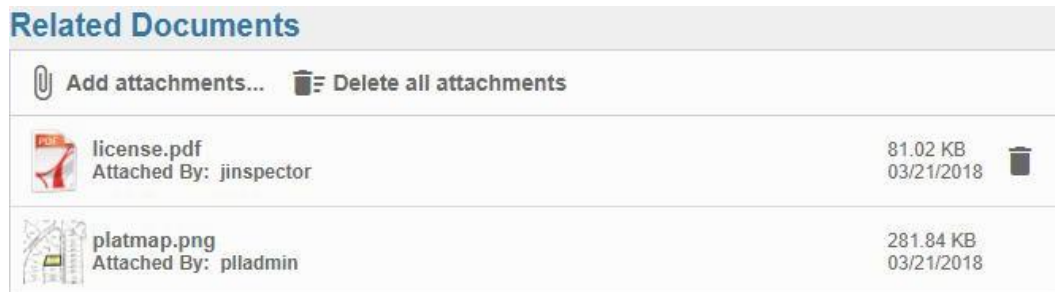 Related Documents
Add attachments... Delete all attachments
PDF
license.pdf
81.02 KB
Attached By: jinspector
03/21/2018
platmap.png
281.84 KB
Attached By: plladmin
03/21/2018